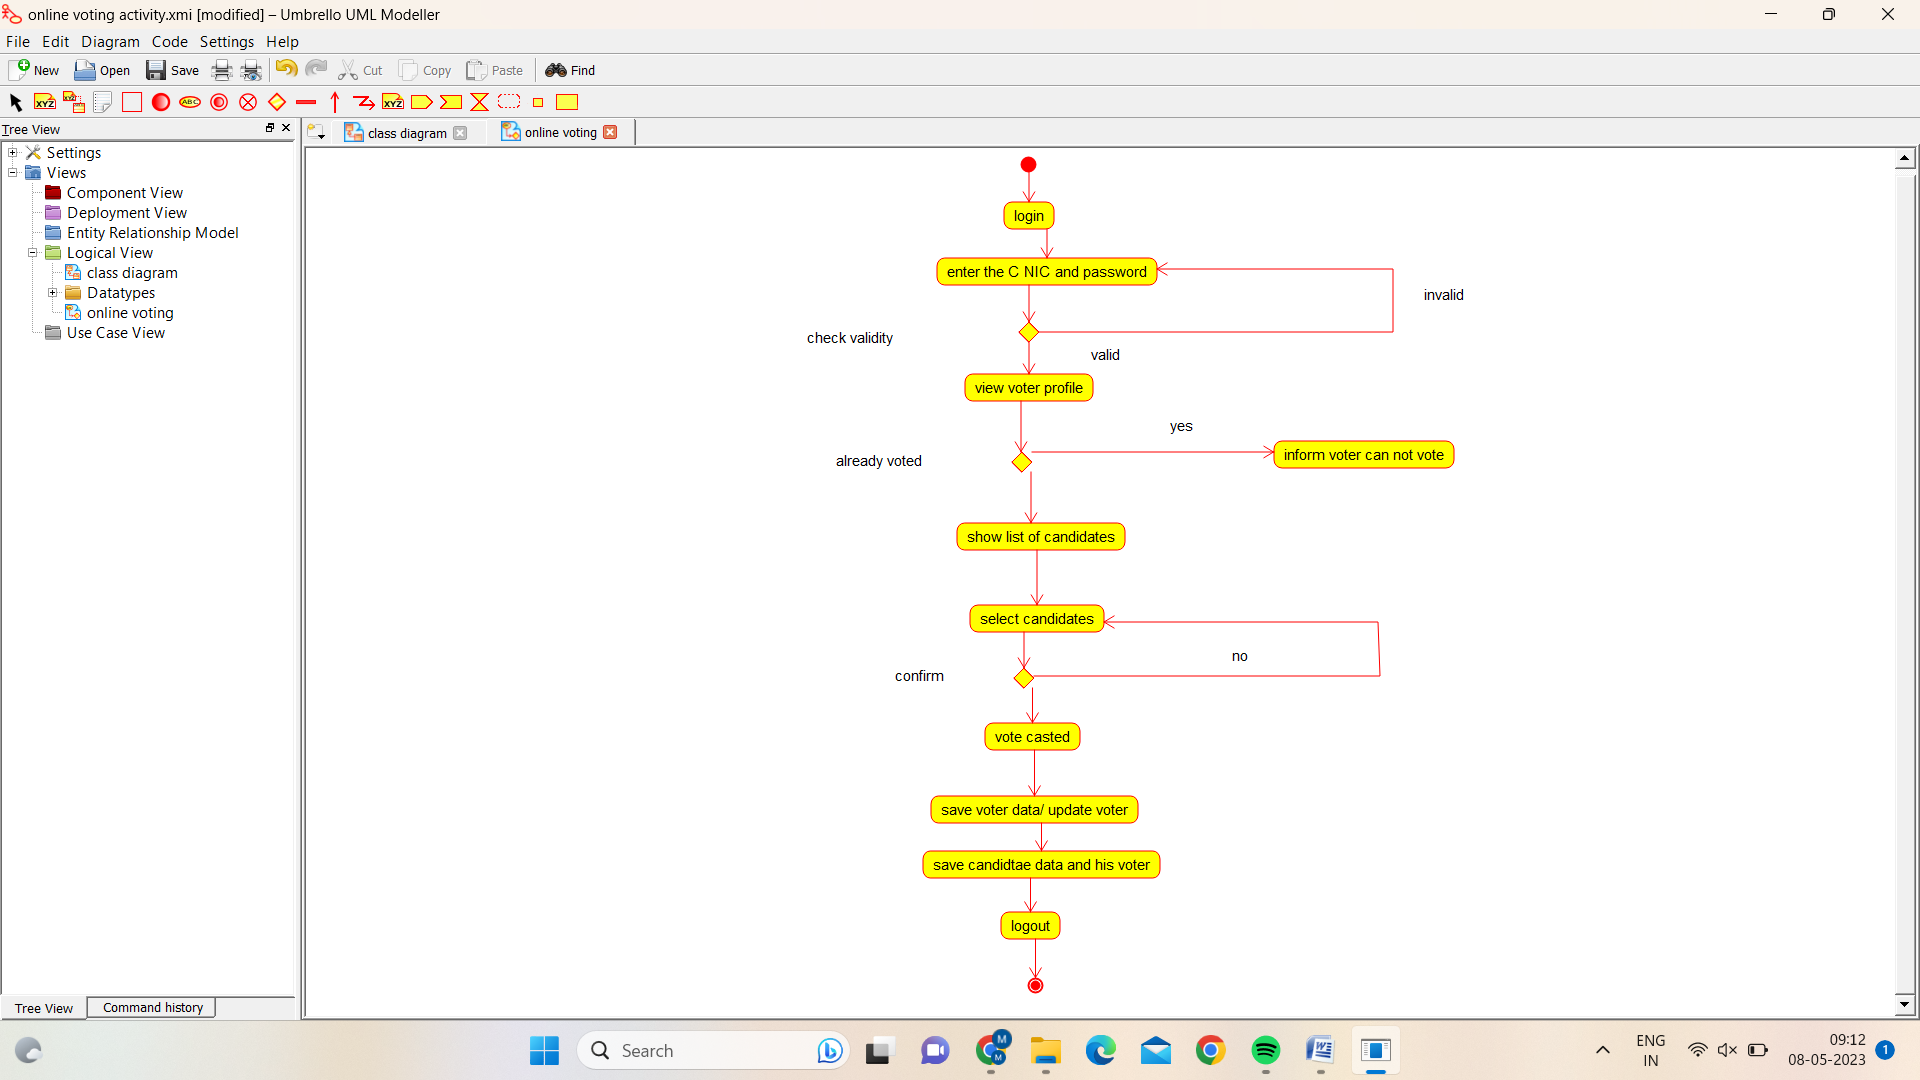 online voting activity.xmi [modified] – Umbrello UML Modeller
File Edit Diagram Code Settings Help
New Open Save Cut Copy Paste Find
XYZ XYZ ABC XYZ
Tree View
class diagram
online voting
Settings
Views
Component View
Deployment View
Entity Relationship Model
Logical View
class diagram
Datatypes
online voting
Use Case View
login
enter the C NIC and password
invalid
check validity
valid
view voter profile
yes
already voted
inform voter can not vote
show list of candidates
select candidates
no
confirm
vote casted
save voter data/ update voter
save candidtae data and his voter
logout
Tree View
Command history
Search
M
M
ENG
IN
09:12
08-05-2023
1